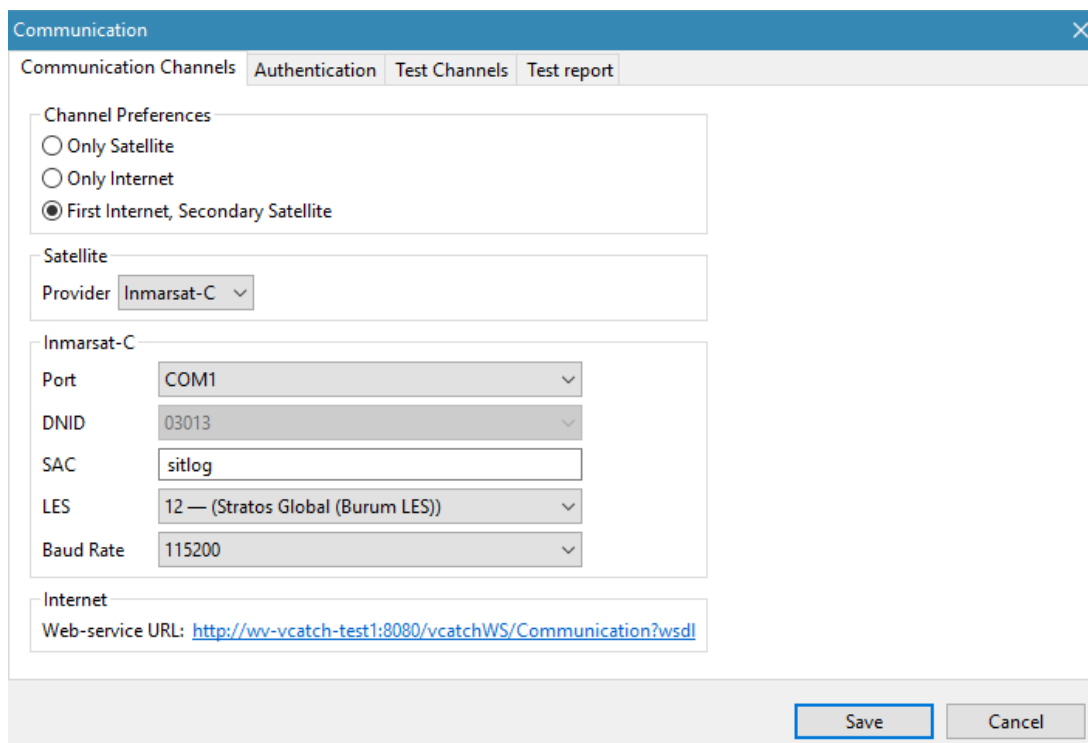 Communication
Communication Channels Authentication Test Channels Test report
Channel Preferences
Only Satellite
Only Internet
First Internet, Secondary Satellite
Satellite
Provider Inmarsat-C
Inmarsat-C
Port COM1
DNID 03013
SAC sitlog
LES 12 — (Stratos Global (Burum LES))
Baud Rate 115200
Internet
Web-service URL: http://wv-vcatch-test1:8080/vcatchWS/Communication?wsdl
Save Cancel